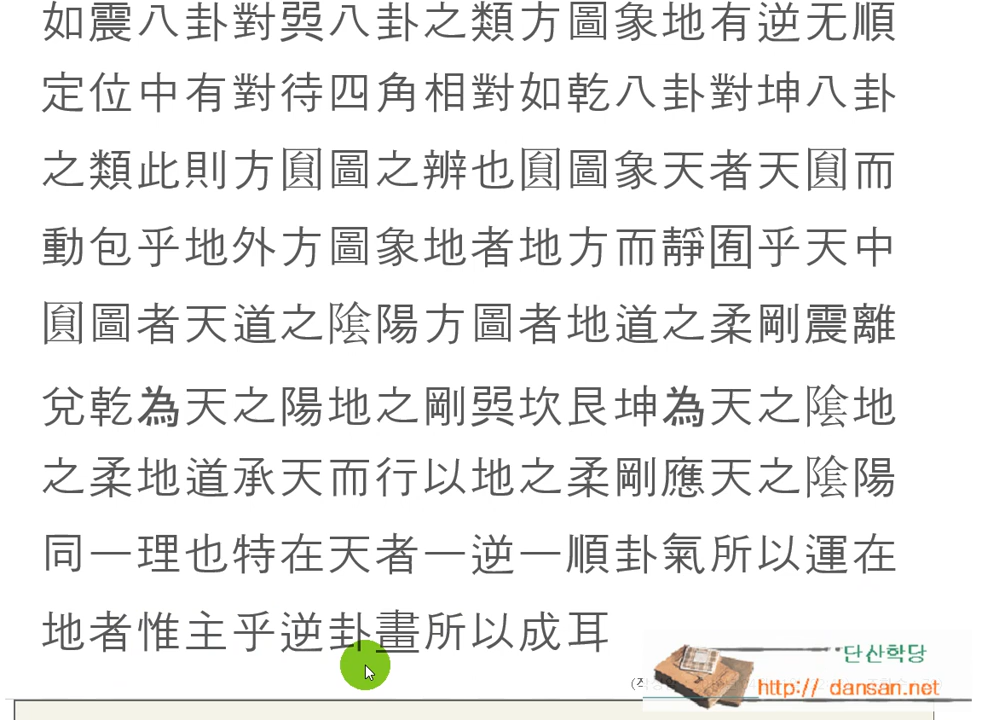 如震八卦對巺八卦之類方圖象地有逆无順
定位中有對待四角相對如乾八卦對坤八卦
之類此則方圎圖之辨也圎圖象天者天圎而
動包乎地外方圖象地者地方而靜囿乎天中
圎圖者天道之陰陽方圖者地道之柔剛震離
兌乾為天之陽地之剛巺坎艮坤為天之陰地
之柔地道承天而行以地之柔剛應天之陰陽
同一理也特在天者一逆一順卦氣所以運在
地者惟主乎逆卦畫所以成耳
단산학당
http:// dansan.net